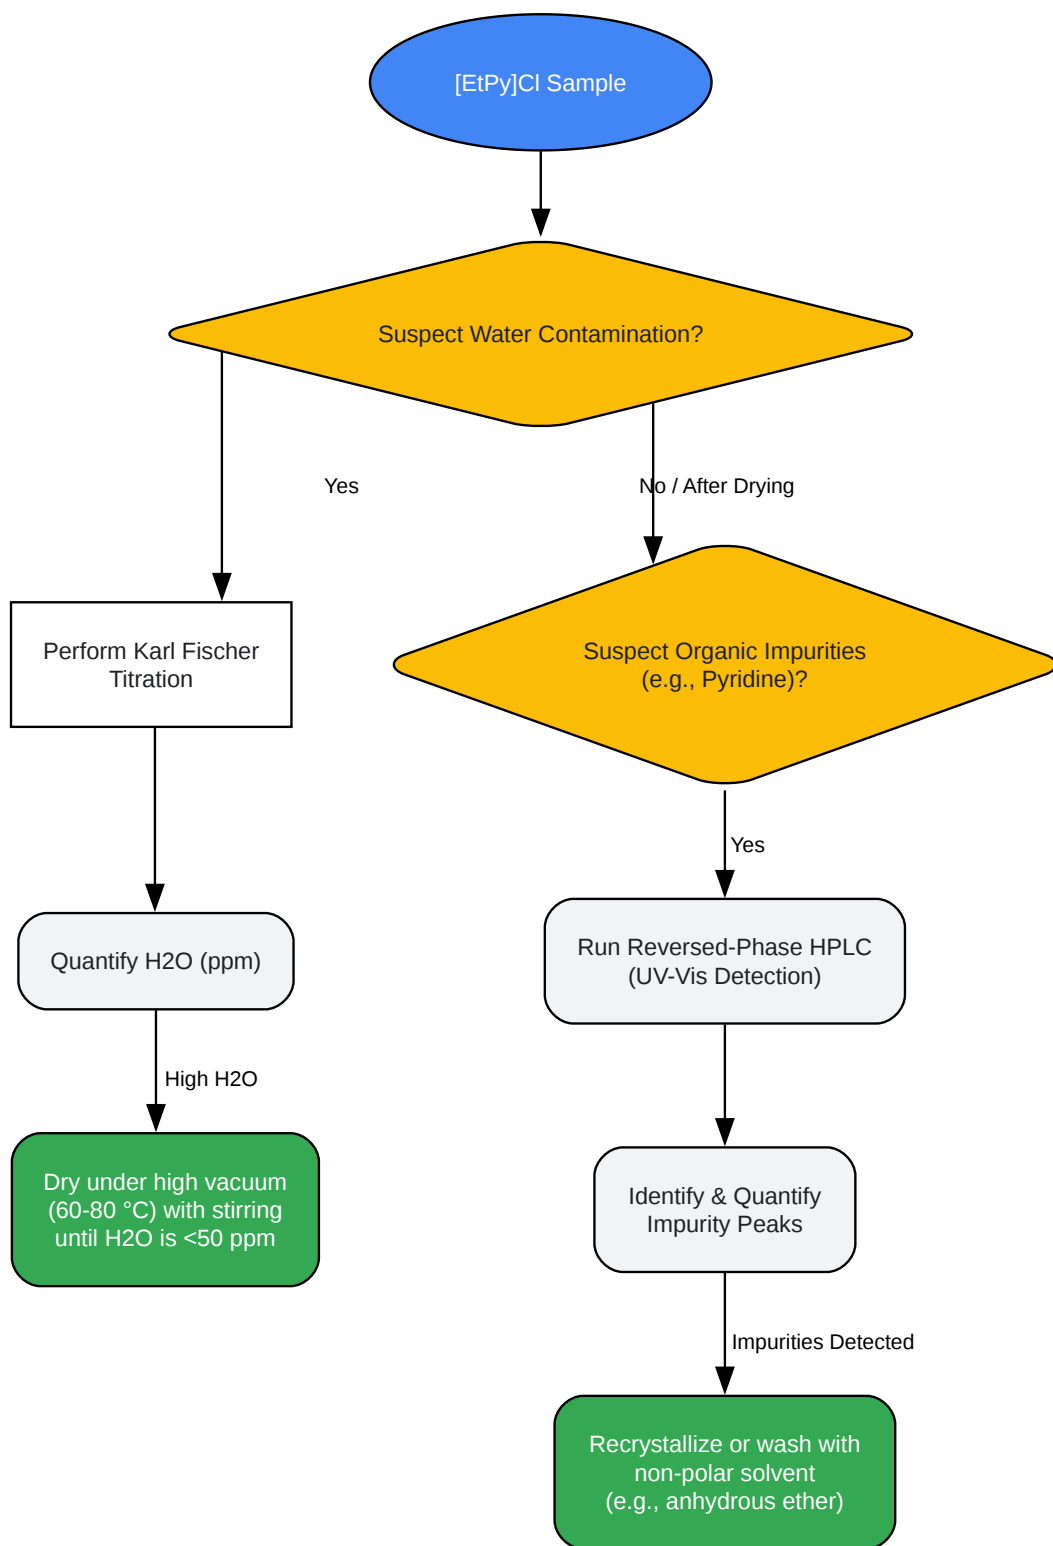 [EtPy]Cl Sample
Suspect Water Contamination?
Yes
No / After Drying
Perform Karl Fischer
Titration
Suspect Organic Impurities
(e.g., Pyridine)?
Yes
Quantify H2O (ppm)
Run Reversed-Phase HPLC
(UV-Vis Detection)
High H2O
Dry under high vacuum
(60-80 °C) with stirring
until H2O is <50 ppm
Identify & Quantify
Impurity Peaks
Impurities Detected
Recrystallize or wash with
non-polar solvent
(e.g., anhydrous ether)